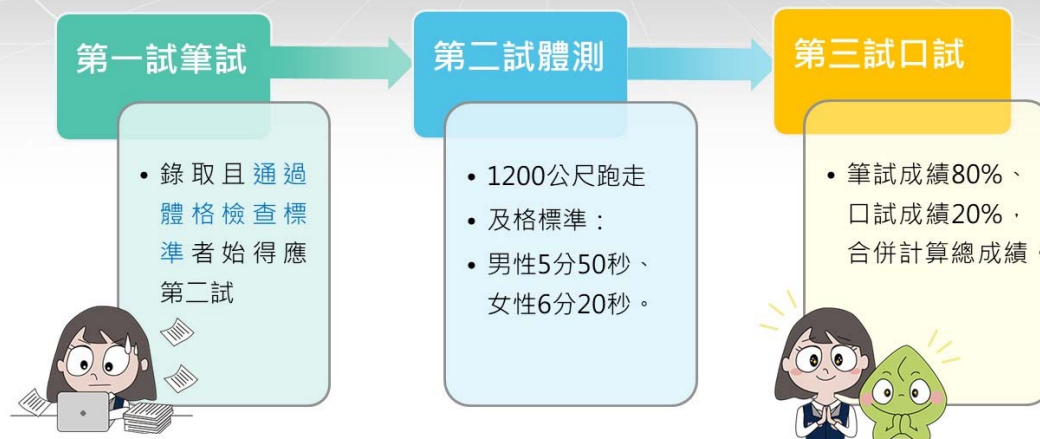 第一試筆試
• 錄取且通過
體格檢查標
準者始得應
第二試
第二試體測
• 1200公尺跑走
• 及格標準：
• 男性5分50秒、
女性6分20秒。
第三試口試
• 筆試成績80%、
口試成績20%，
合併計算總成績。